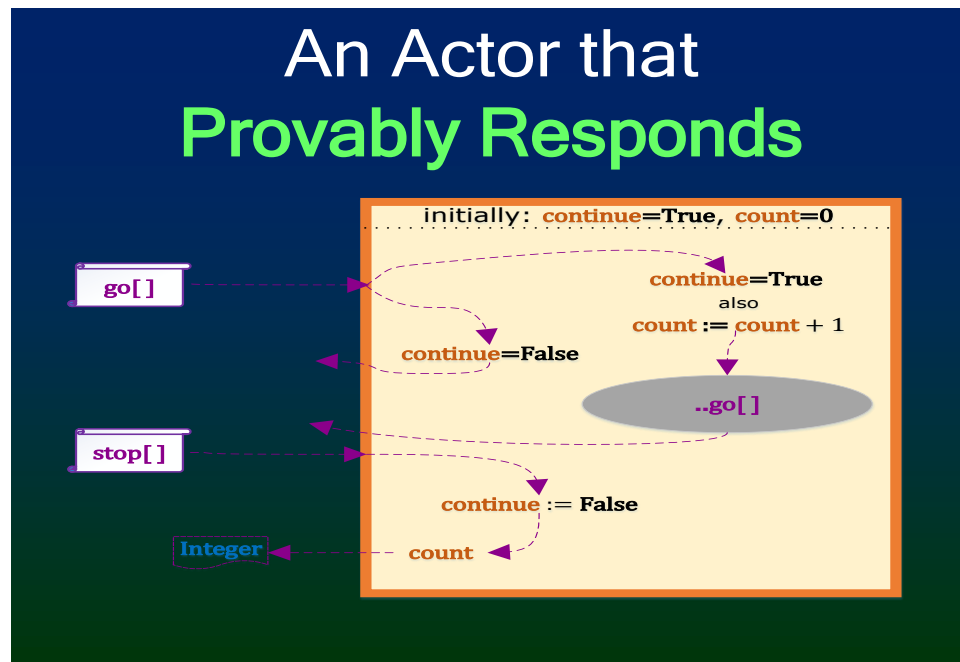 An Actor that
Provably Responds
initially: continue=True, count=0
go[ ]
continue=True
also
count := count + 1
continue=False
..go[ ]
stop[ ]
continue := False
Integer
count